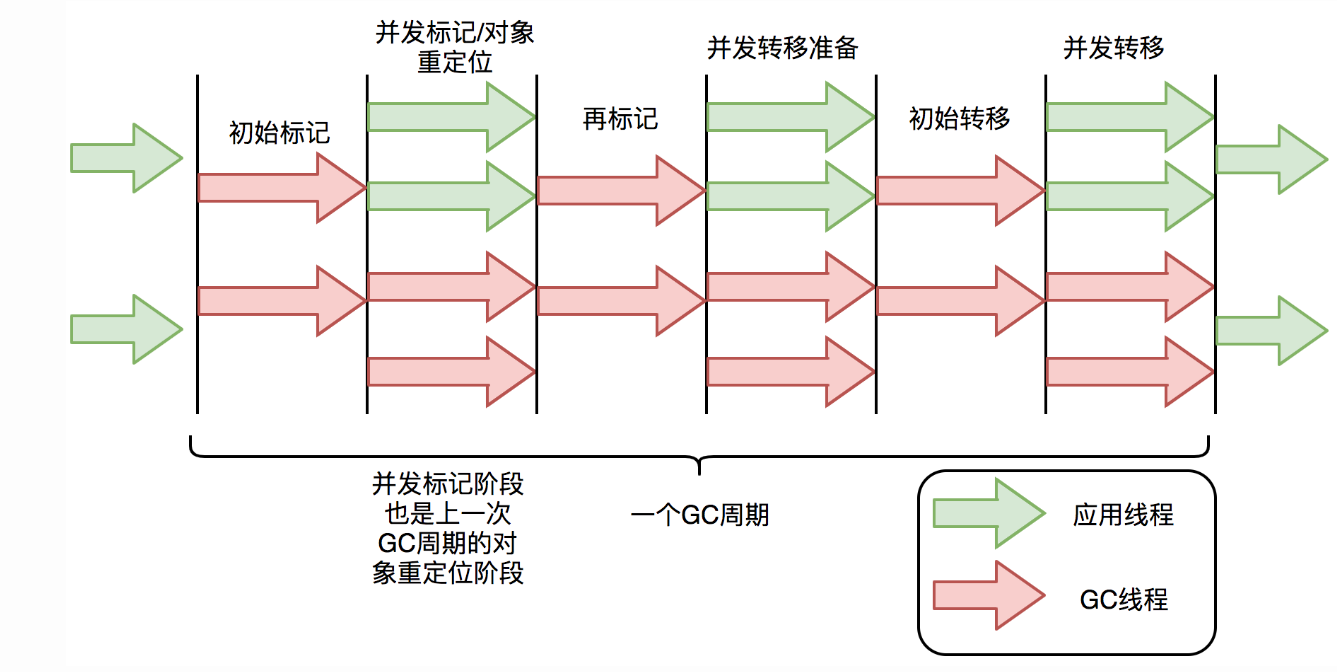 并发标记/对象
重定位
并发转移准备
并发转移
初始标记
再标记
初始转移
并发标记阶段
也是上一次
GC周期的对
象重定位阶段
一个GC周期
应用线程
GC线程